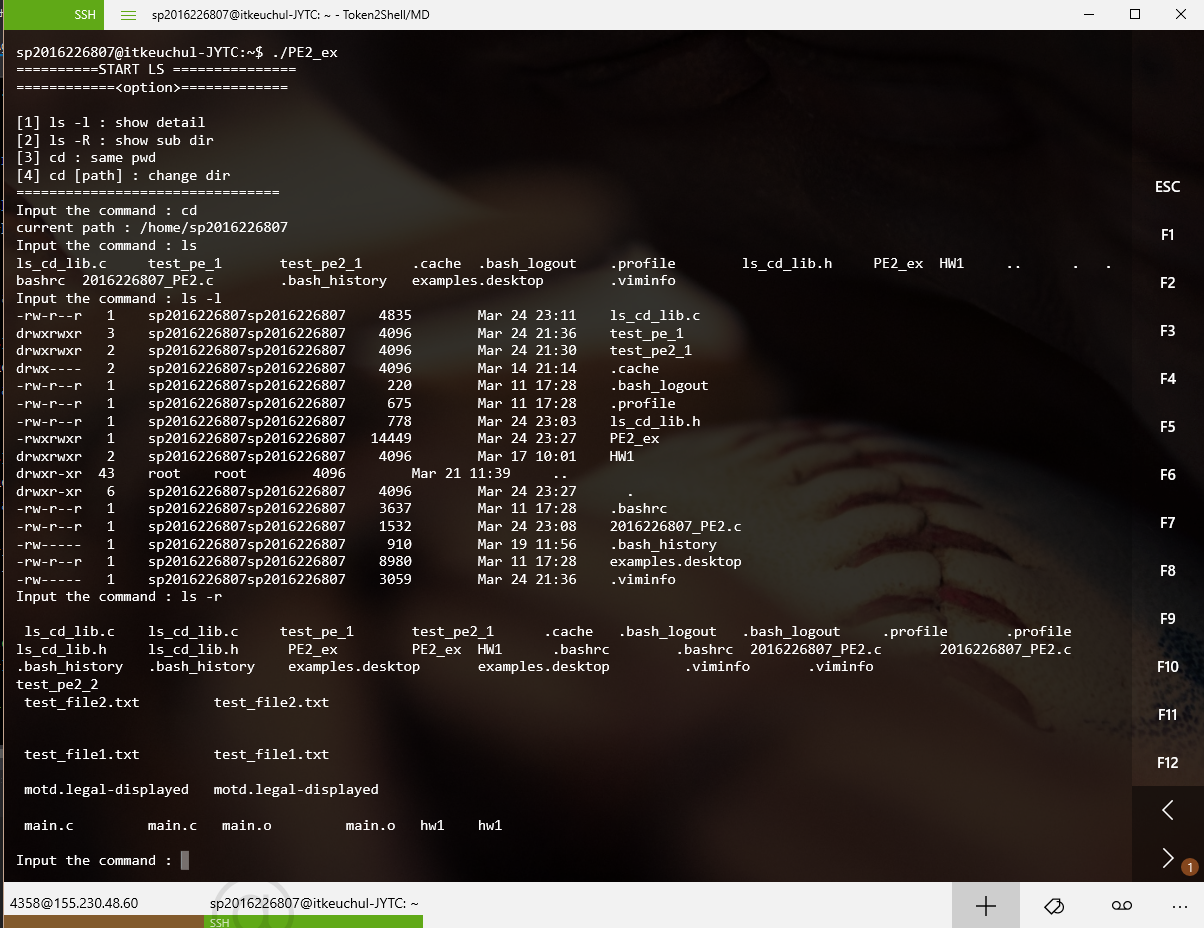 SSH sp2016226807@itkeuchul-JYTC: ~ - Token2Shell/MD
sp2016226807@itkeuchul-JYTC:~$ ./PE2_ex
==========START LS ===============
============<option>=============
[1] ls -l : show detail
[2] ls -R : show sub dir
[3] cd : same pwd
[4] cd [path] : change dir
================================
Input the command : cd
current path : /home/sp2016226807
Input the command : ls
ls_cd_lib.c     test_pe_1       test_pe2_1      .cache  .bash_logout    .profile        ls_cd_lib.h     PE2_ex  HW1     ..      .   .
bashrc  2016226807_PE2.c        .bash_history   examples.desktop        .viminfo
Input the command : ls -l
-rw-r--r   1    sp2016226807sp2016226807    4835        Mar 24 23:11    ls_cd_lib.c
drwxrwxr   3    sp2016226807sp2016226807    4096        Mar 24 21:36    test_pe_1
drwxrwxr   2    sp2016226807sp2016226807    4096        Mar 24 21:30    test_pe2_1
drwx----   2    sp2016226807sp2016226807    4096        Mar 14 21:14    .cache
-rw-r--r   1    sp2016226807sp2016226807     220        Mar 11 17:28    .bash_logout
-rw-r--r   1    sp2016226807sp2016226807     675        Mar 11 17:28    .profile
-rw-r--r   1    sp2016226807sp2016226807     778        Mar 24 23:03    ls_cd_lib.h
-rwxrwxr   1    sp2016226807sp2016226807   14449        Mar 24 23:27    PE2_ex
drwxrwxr   2    sp2016226807sp2016226807    4096        Mar 17 10:01    HW1
drwxr-xr  43    root    root        4096        Mar 21 11:39     ..
drwxr-xr   6    sp2016226807sp2016226807    4096        Mar 24 23:27      .
-rw-r--r   1    sp2016226807sp2016226807    3637        Mar 11 17:28    .bashrc
-rw-r--r   1    sp2016226807sp2016226807    1532        Mar 24 23:08    2016226807_PE2.c
-rw-----   1    sp2016226807sp2016226807     910        Mar 19 11:56    .bash_history
-rw-r--r   1    sp2016226807sp2016226807    8980        Mar 11 17:28    examples.desktop
-rw-----   1    sp2016226807sp2016226807    3059        Mar 24 21:36    .viminfo
Input the command : ls -r
ls_cd_lib.c    ls_cd_lib.c     test_pe_1       test_pe2_1      .cache   .bash_logout   .bash_logout     .profile       .profile
ls_cd_lib.h     ls_cd_lib.h      PE2_ex         PE2_ex  HW1      .bashrc        .bashrc  2016226807_PE2.c       2016226807_PE2.c
.bash_history   .bash_history    examples.desktop       examples.desktop         .viminfo       .viminfo
test_pe2_2
test_file2.txt         test_file2.txt
test_file1.txt         test_file1.txt
motd.legal-displayed   motd.legal-displayed
main.c         main.c   main.o         main.o   hwl    hwl
Input the command :
ESC
F1
F2
F3
F4
F5
F6
F7
F8
F9
F10
F11
F12
1
4358@155.230.48.60 sp2016226807@itkeuchul-JYTC: ~
SSH